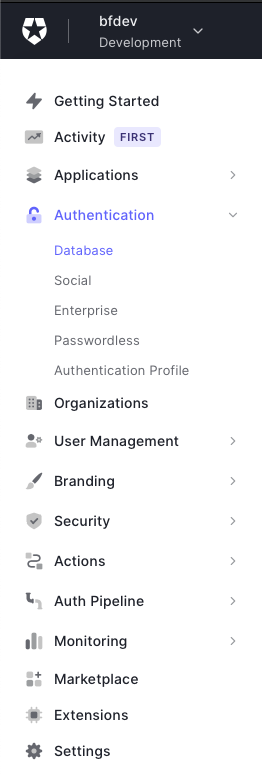 bfdev
Development
Getting Started
Activity FIRST
Applications
Authentication
Database
Social
Enterprise
Passwordless
Authentication Profile
Organizations
User Management
Branding
Security
Actions
Auth Pipeline
Monitoring
Marketplace
Extensions
Settings